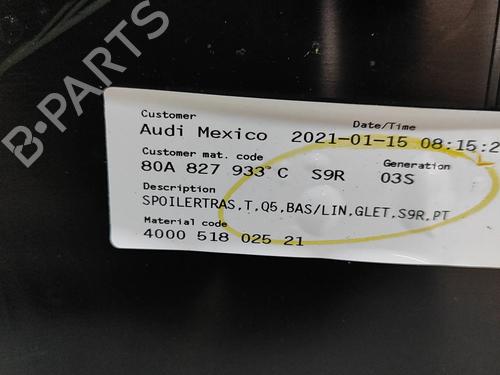 B-PARTS
Customer Date/Time
Audi Mexico 2021-01-15 08:15:2
Customer mat. code Generation
80A 827 933 C S9R 03S
Description
SPOILERTRAS,T,Q5,BAS/LIN,GLET,S9R,PT
Material code
4000 518 025 21